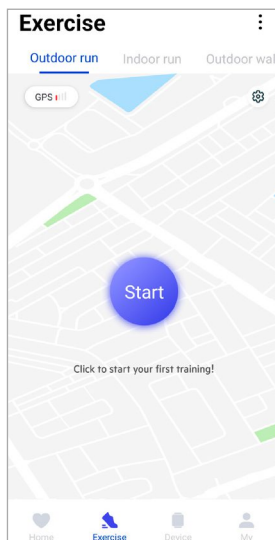 Exercise
Outdoor run Indoor run Outdoor wal
GPS
Start
Click to start your first training!
Home Exercise Device My